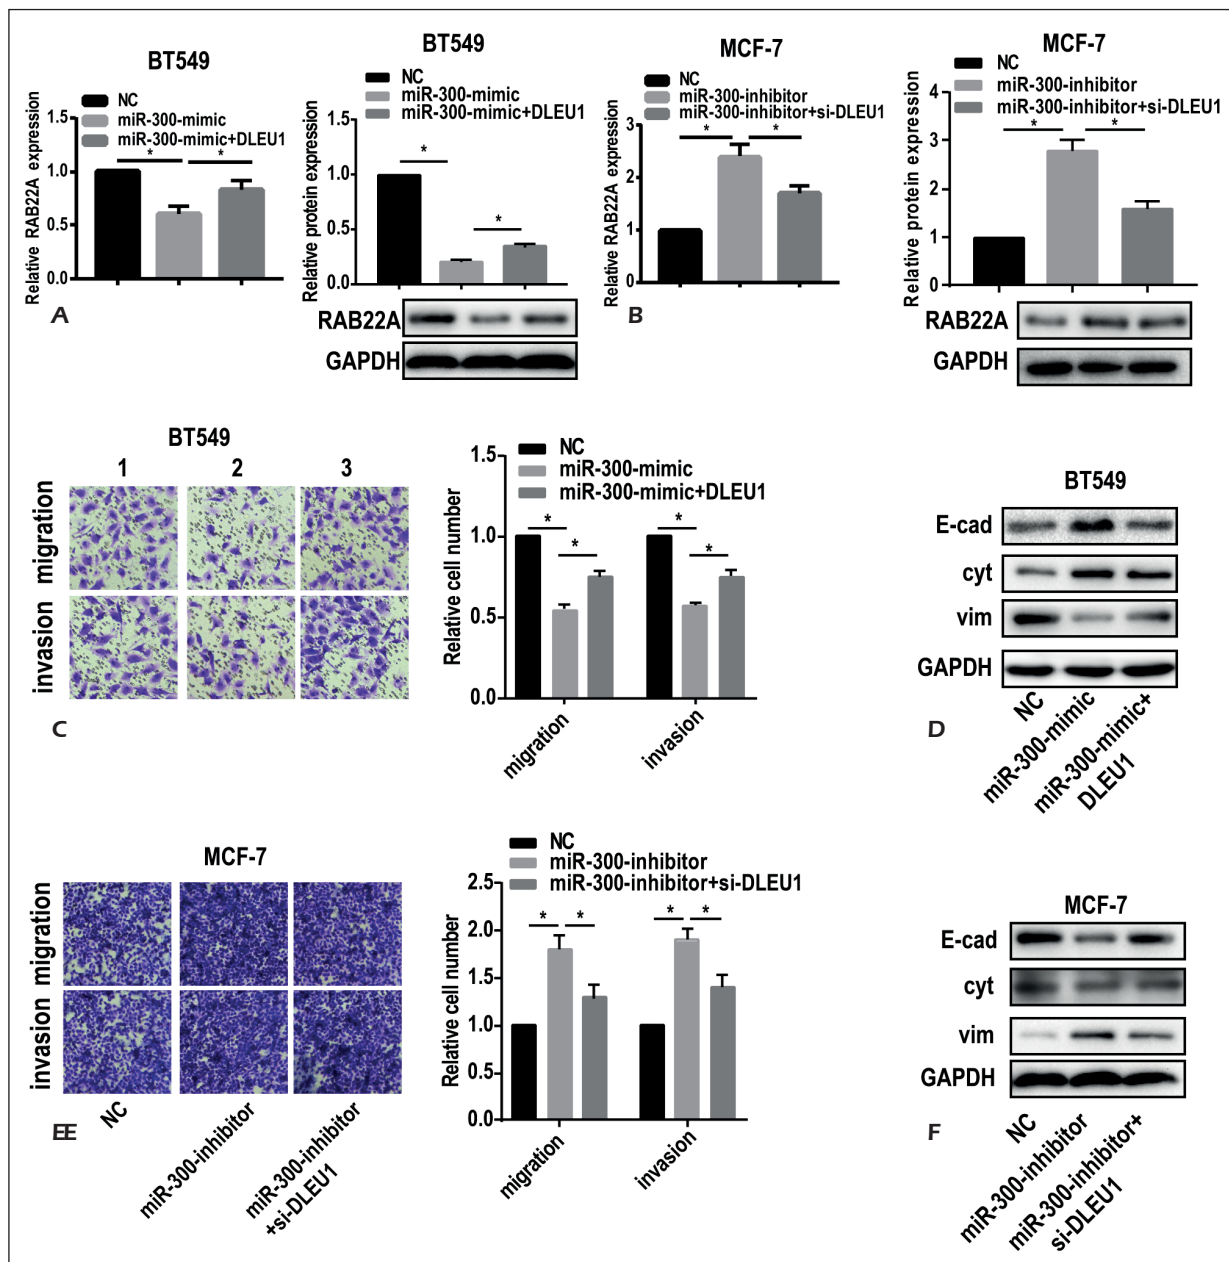 BT549
NC
miR-300-mimic
miR-300-mimic+DLEU1
Relative RAB22A expression
1.5
1.0
0.5
0.0
*
*
A
BT549
NC
miR-300-mimic
miR-300-mimic+DLEU1
Relative protein expression
1.5
1.0
0.5
0.0
*
*
RAB22A
GAPDH
MCF-7
NC
miR-300-inhibitor
miR-300-inhibitor+si-DLEU1
Relative RAB22A expression
3
2
1
0
*
*
B
MCF-7
NC
miR-300-inhibitor
miR-300-inhibitor+si-DLEU1
Relative protein expression
4
3
2
1
0
*
*
RAB22A
GAPDH
BT549
1 2 3
migration
invasion
C
NC
miR-300-mimic
miR-300-mimic+DLEU1
Relative cell number
1.5
1.0
0.5
0.0
*
*
*
*
migration
invasion
BT549
E-cad
cyt
vim
GAPDH
NC
miR-300-mimic
miR-300-mimic+
DLEU1
D
MCF-7
migration
invasion
NC
miR-300-inhibitor
miR-300-inhibitor
+si-DLEU1
EE
NC
miR-300-inhibitor
miR-300-inhibitor+si-DLEU1
Relative cell number
2.5
2.0
1.5
1.0
0.5
0.0
*
*
*
*
migration
invasion
MCF-7
E-cad
cyt
vim
GAPDH
NC
miR-300-inhibitor
miR-300-inhibitor+
si-DLEU1
F